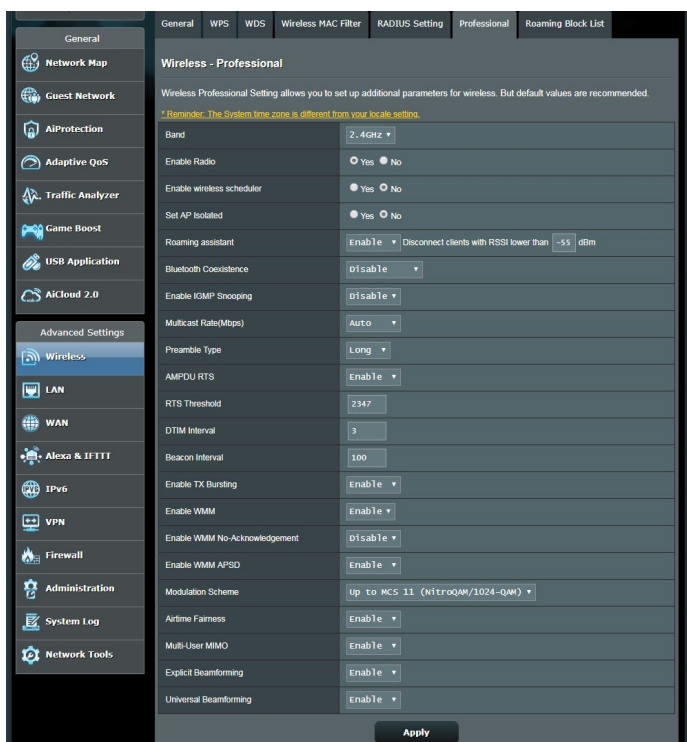 General WPS WDS Wireless MAC Filter RADIUS Setting Professional Roaming Block List
General
Network Map
Guest Network
AiProtection
Adaptive QoS
Traffic Analyzer
Game Boost
USB Application
AiCloud 2.0
Advanced Settings
Wireless
LAN
WAN
Alexa & IFTTT
IPv6
VPN
Firewall
Administration
System Log
Network Tools
Wireless - Professional
Wireless Professional Setting allows you to set up additional parameters for wireless. But default values are recommended.
* Reminder: The System time zone is different from your locale setting.
Band 2.4GHz
Enable Radio Yes No
Enable wireless scheduler Yes No
Set AP Isolated Yes No
Roaming assistant Enable Disconnect clients with RSSI lower than -55 dBm
Bluetooth Coexistence Disable
Enable IGMP Snooping Disable
Multicast Rate(Mbps) Auto
Preamble Type Long
AMPDU RTS Enable
RTS Threshold 2347
DTIM Interval 3
Beacon Interval 100
Enable TX Bursting Enable
Enable WMM Enable
Enable WMM No-Acknowledgement Disable
Enable WMM APSD Enable
Modulation Scheme Up to MCS 11 (NitroQAM/1024-QAM)
Airtime Fairness Enable
Multi-User MIMO Enable
Explicit Beamforming Enable
Universal Beamforming Enable
Apply